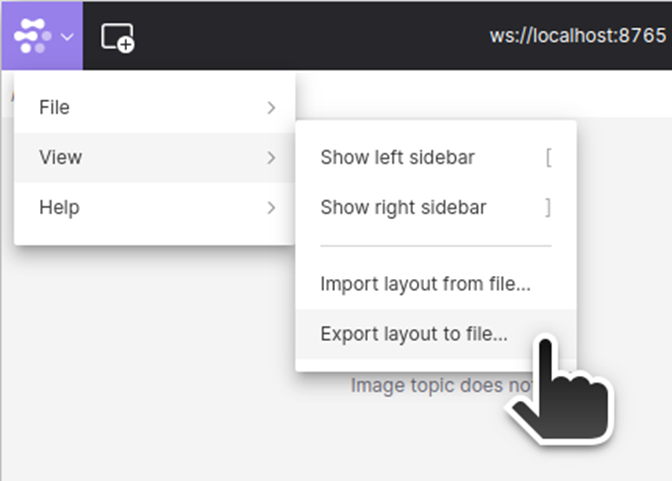 ws://localhost:8765
File
View
Help
Show left sidebar [
Show right sidebar ]
Import layout from file...
Export layout to file...
Image topic does no